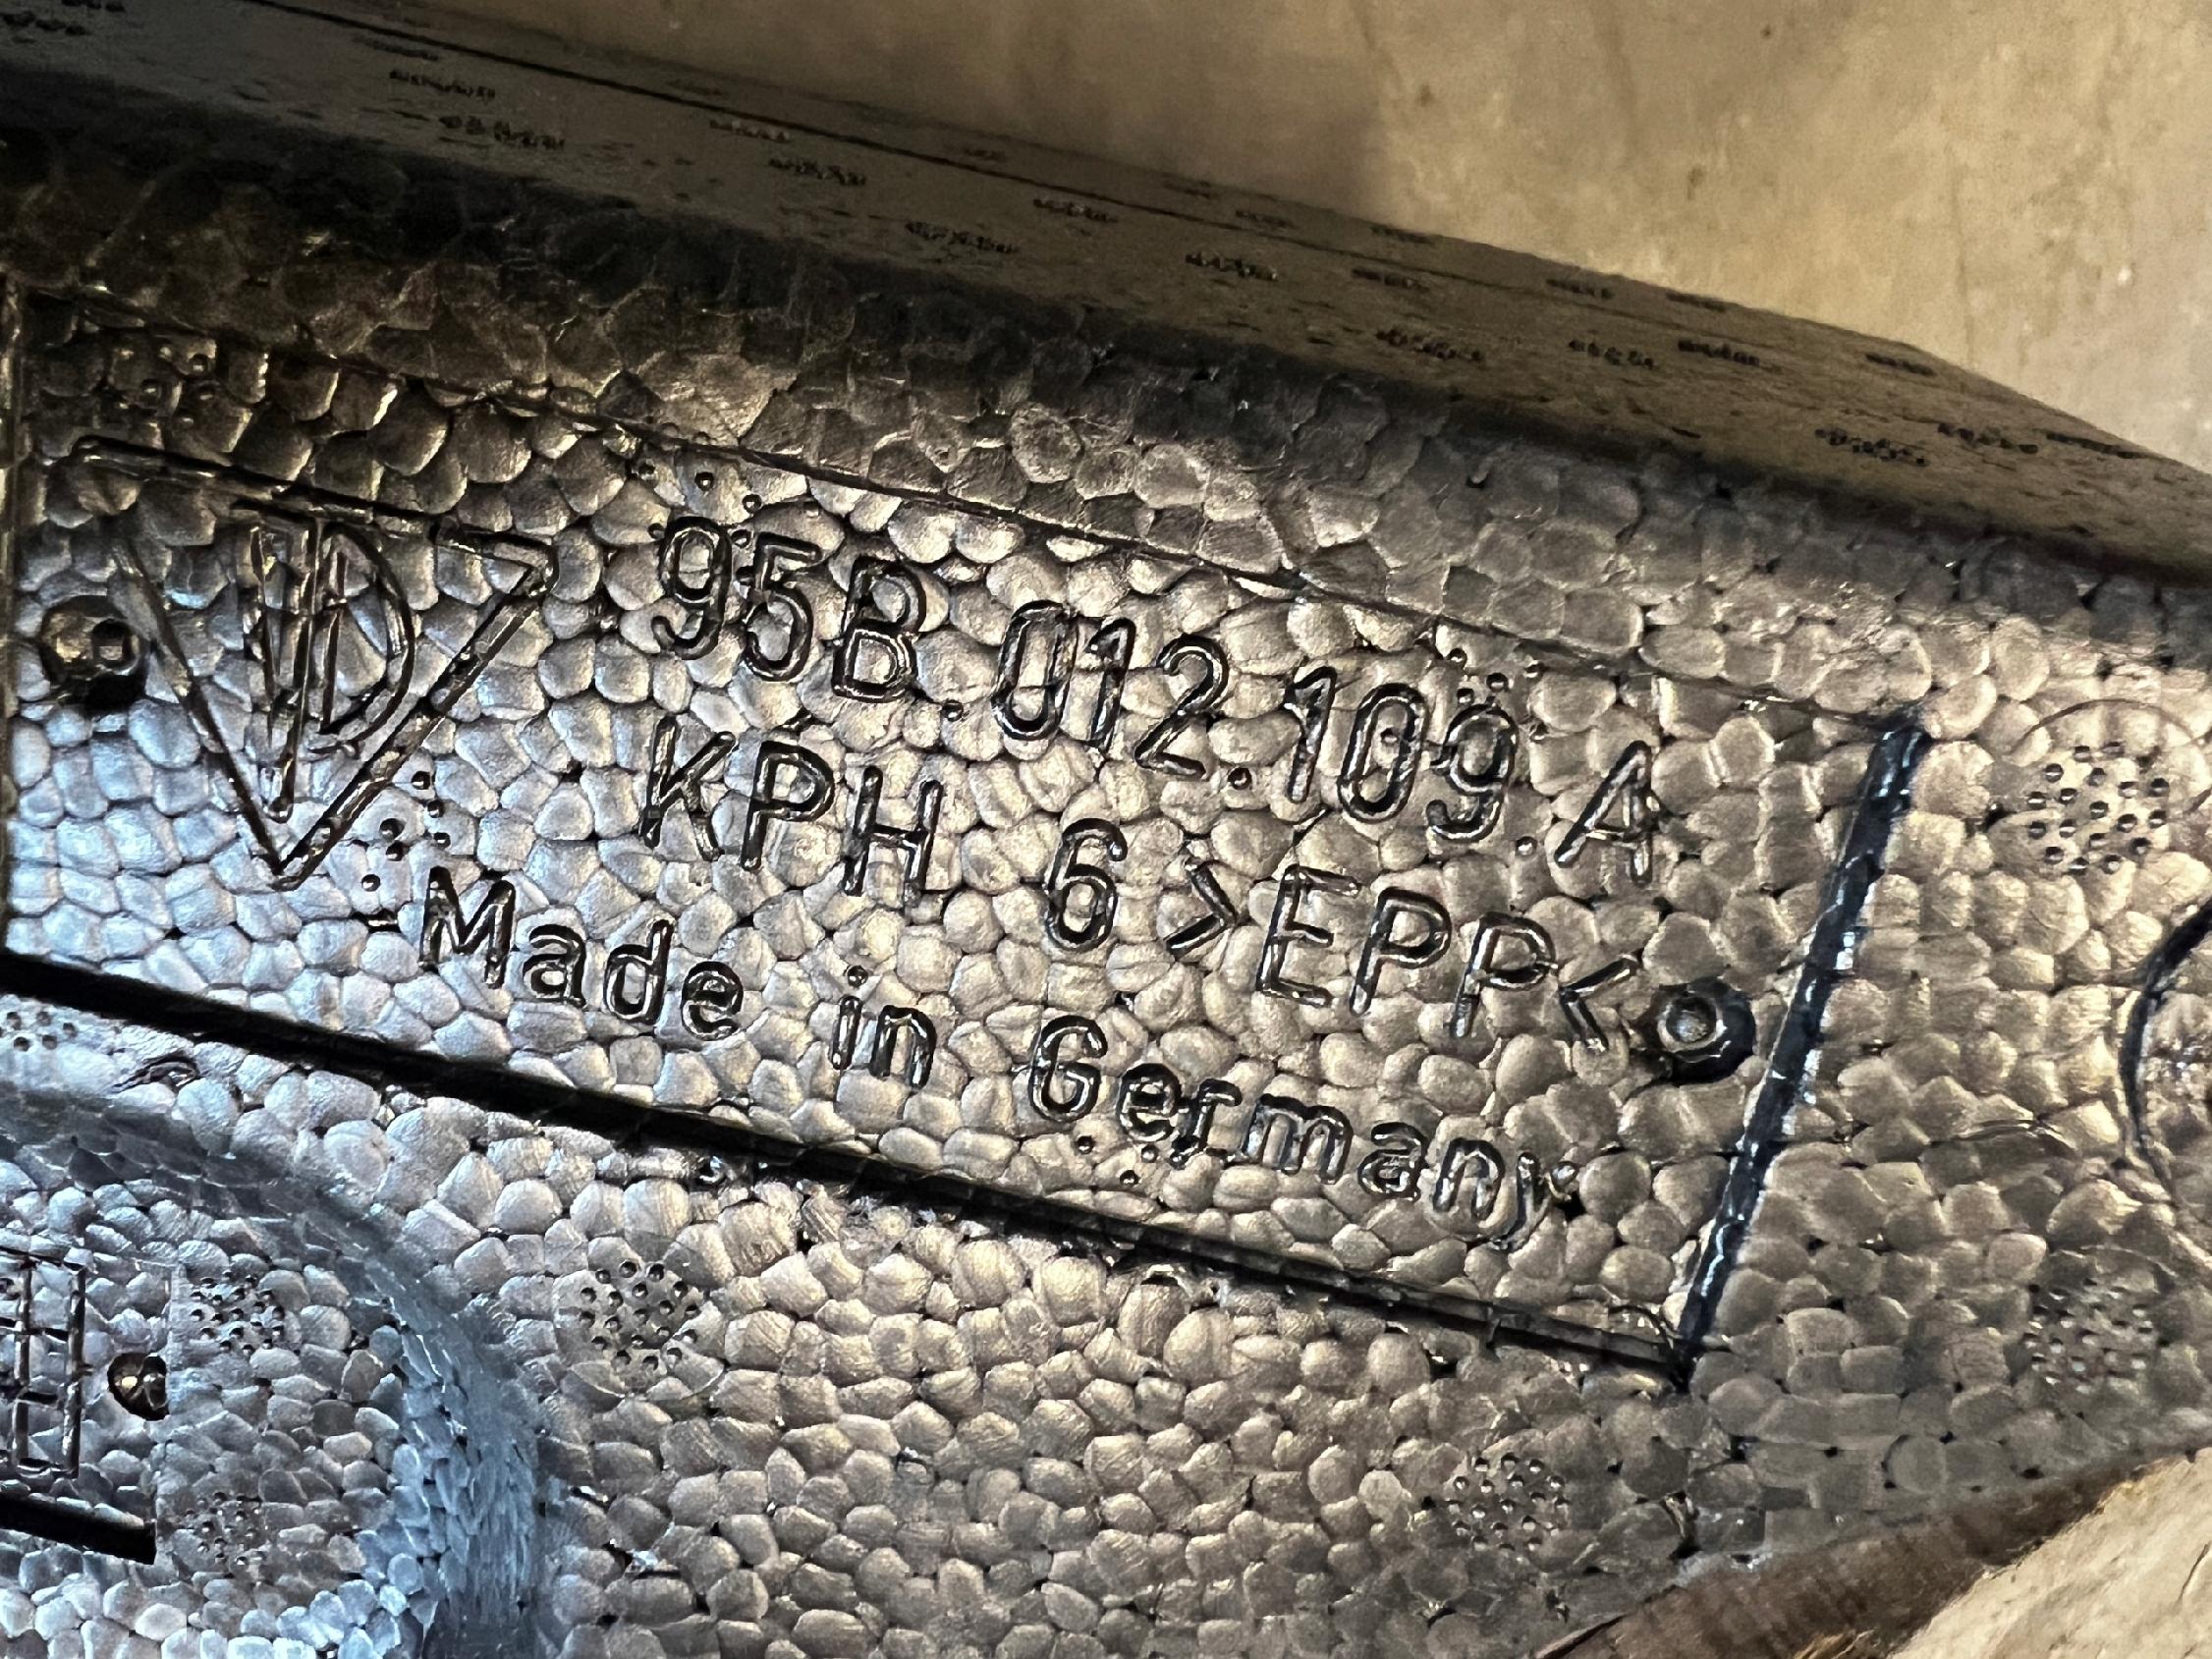 95B.012.109.A
KPH 6 >EPP<
Made in Germany